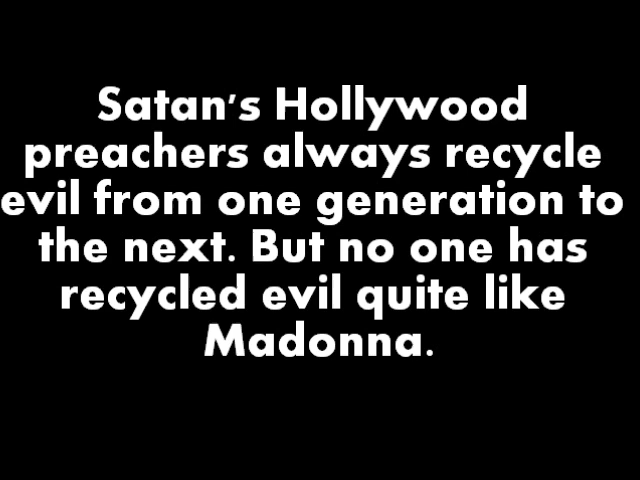 Satan's Hollywood
preachers always recycle
evil from one generation to
the next. But no one has
recycled evil quite like
Madonna.